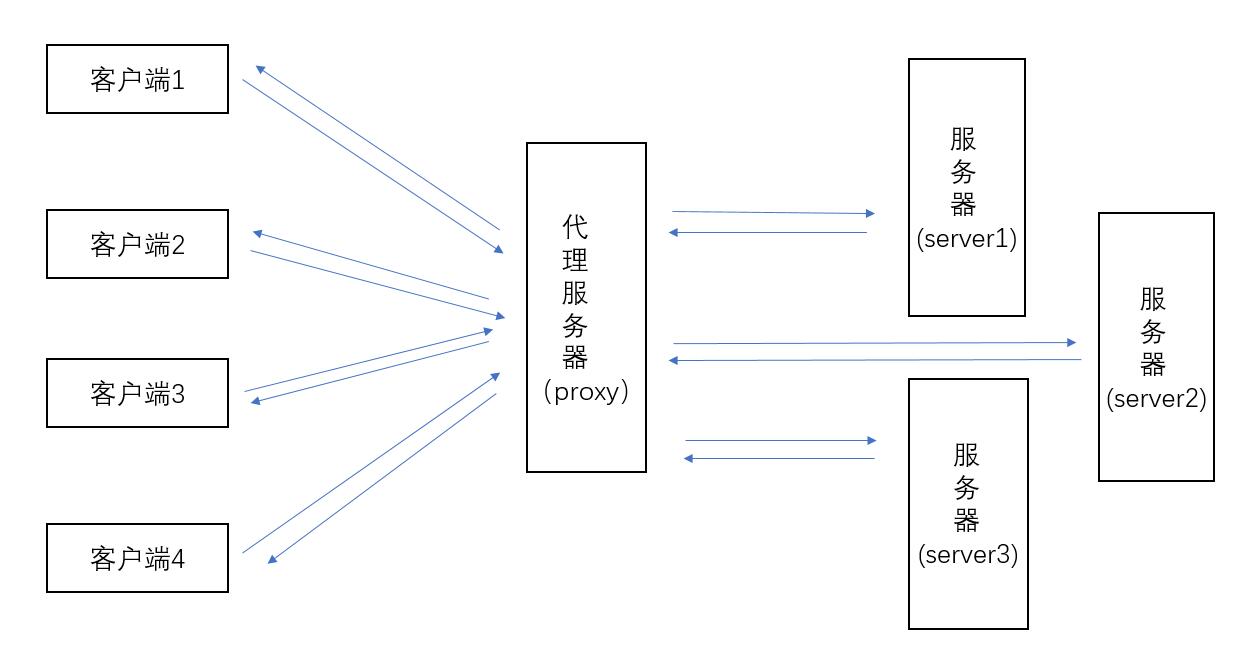 客户端1
客户端2
客户端3
客户端4
代
理
服
务
器
(proxy)
服
务
器
(server1)
服
务
器
(server2)
服
务
器
(server3)